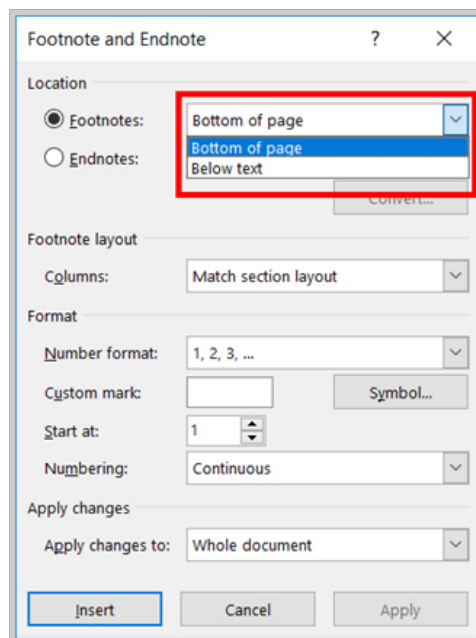 Footnote and Endnote ?
Location
Footnotes: Bottom of page
Bottom of page
Endnotes:
Below text
Convert...
Footnote layout
Columns: Match section layout
Format
Number format: 1, 2, 3, ...
Custom mark: Symbol...
Start at: 1
Numbering: Continuous
Apply changes
Apply changes to: Whole document
Insert Cancel Apply